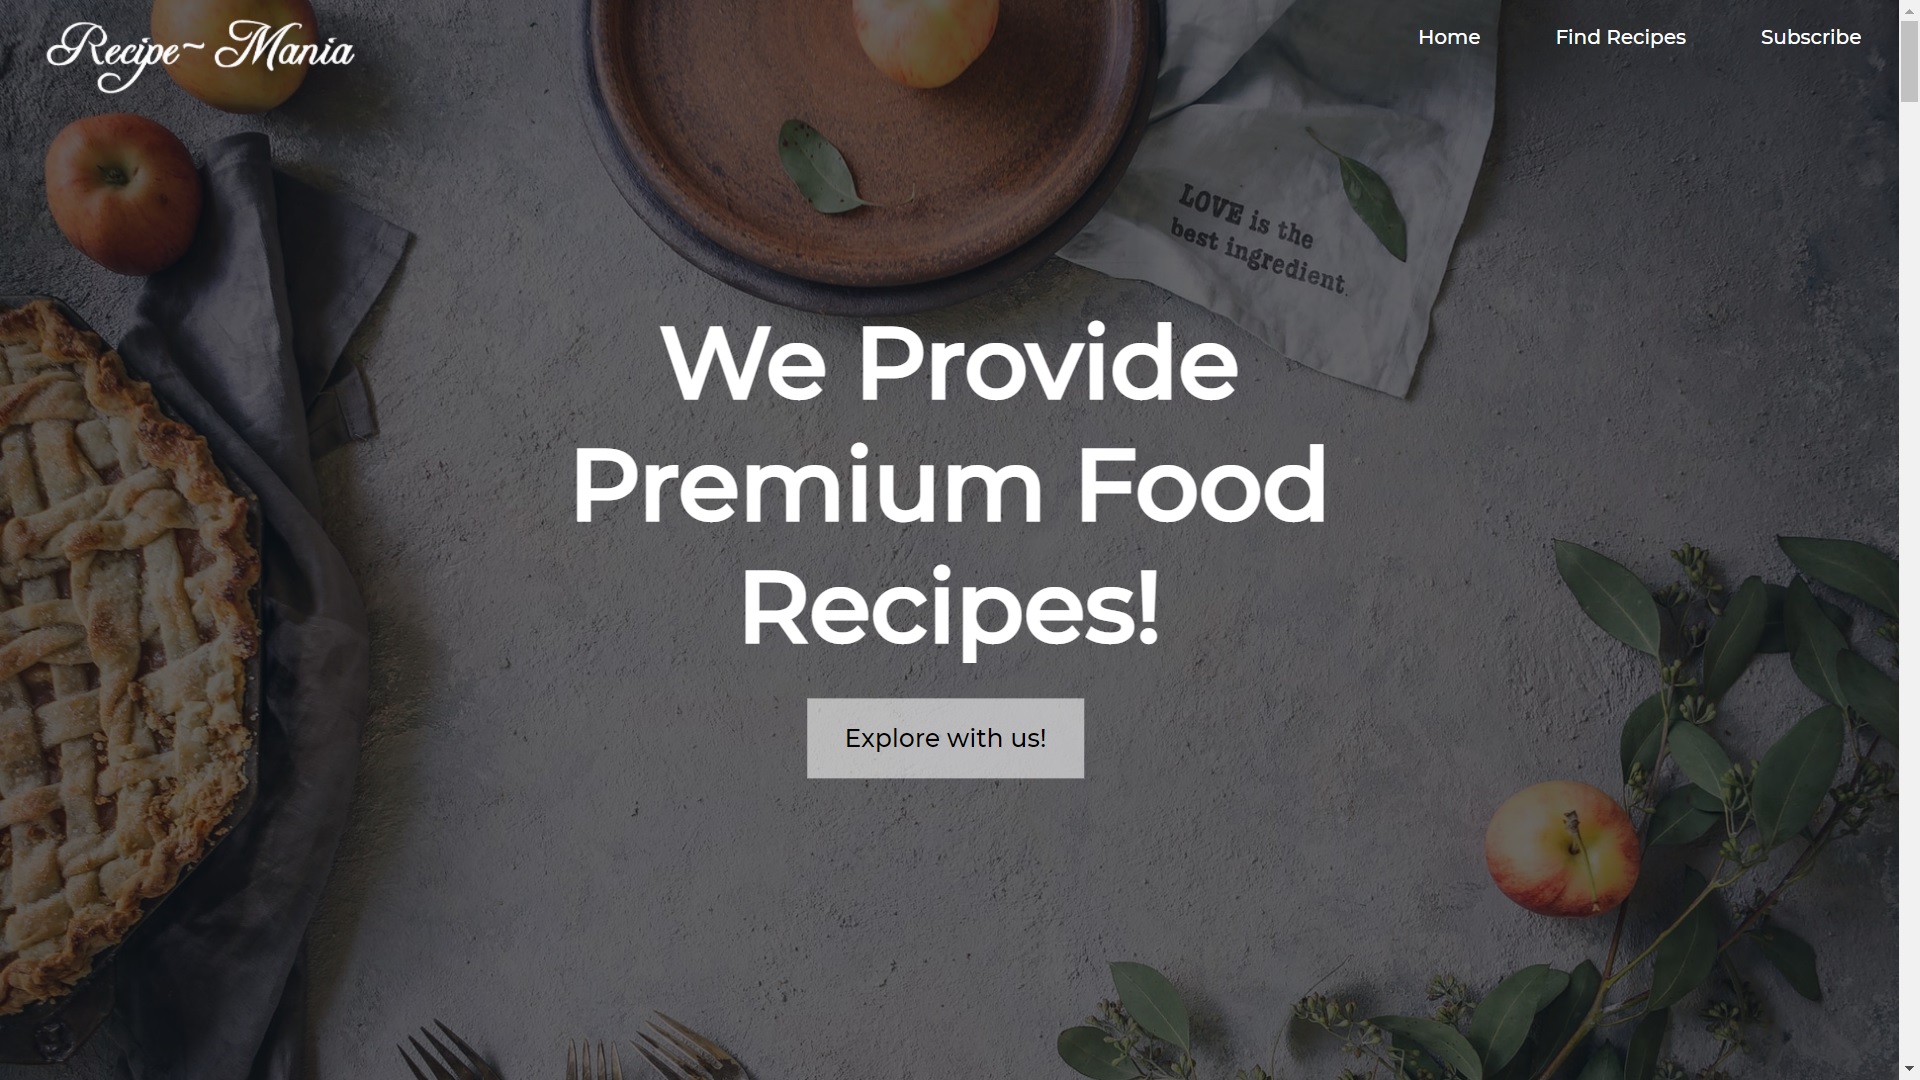 Recipe~ Mania
Home
Find Recipes
Subscribe
LOVE is the
best ingredient.
We Provide
Premium Food
Recipes!
Explore with us!